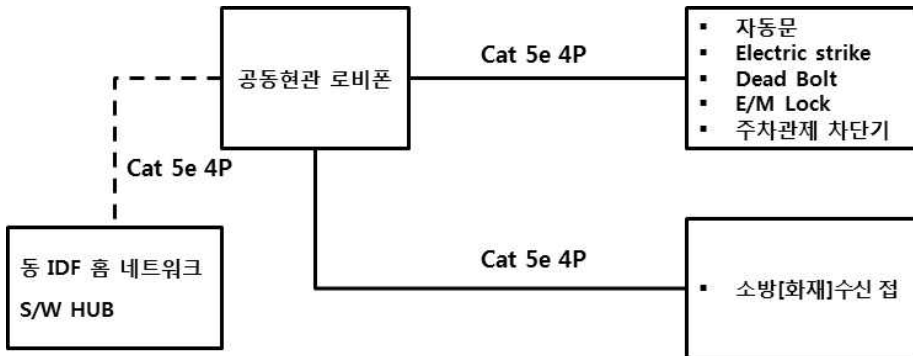 공동현관 로비폰
Cat 5e 4P
▪ 자동문
▪ Electric strike
▪ Dead Bolt
▪ E/M Lock
▪ 주차관제 차단기
Cat 5e 4P
동 IDF 홈 네트워크
S/W HUB
Cat 5e 4P
▪ 소방[화재]수신 접